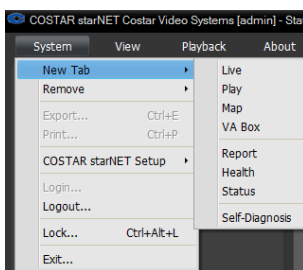 COSTAR starNET Costar Video Systems [admin] - Sta
System View Playback About
New Tab
Remove
Export... Ctrl+E
Print... Ctrl+P
COSTAR starNET Setup
Login...
Logout...
Lock... Ctrl+Alt+L
Exit...
Live
Play
Map
VA Box
Report
Health
Status
Self-Diagnosis